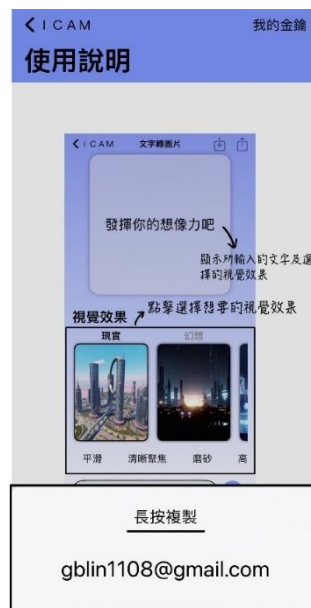 ICAM
我的金鑰
使用說明
ICAM
文字轉圖片
發揮你的想像力吧
顯示所輸入的文字及選
擇的視覺效果
視覺效果
點擊選擇想要的視覺效果
現實
幻想
平滑
清晰聚焦
磨砂
高
長按複製
gblin1108@gmail.com